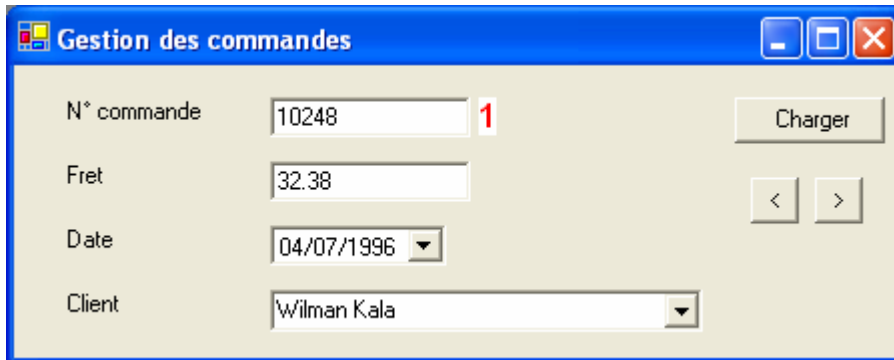 Gestion des commandes
N° commande 10248 1 Charger
Fret 32.38
< >
Date 04/07/1996
Client Wilman Kala